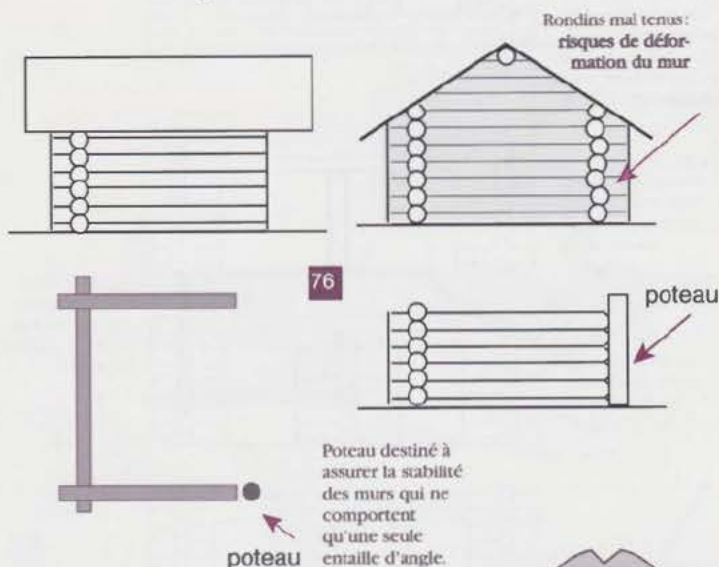 Rondins mal tenus :
risques de défor-
mation du mur
76
poteau
Poteau destiné à
assurer la stabilité
des murs qui ne
comportent
qu'une seule
entaille d'angle.
poteau